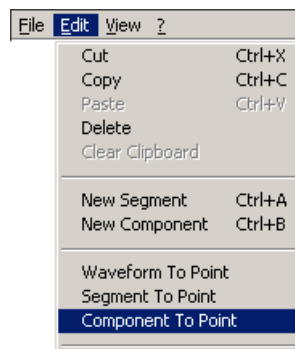 File Edit View ?
Cut Ctrl+X
Copy Ctrl+C
Paste Ctrl+V
Delete
Clear Clipboard
New Segment Ctrl+A
New Component Ctrl+B
Waveform To Point
Segment To Point
Component To Point